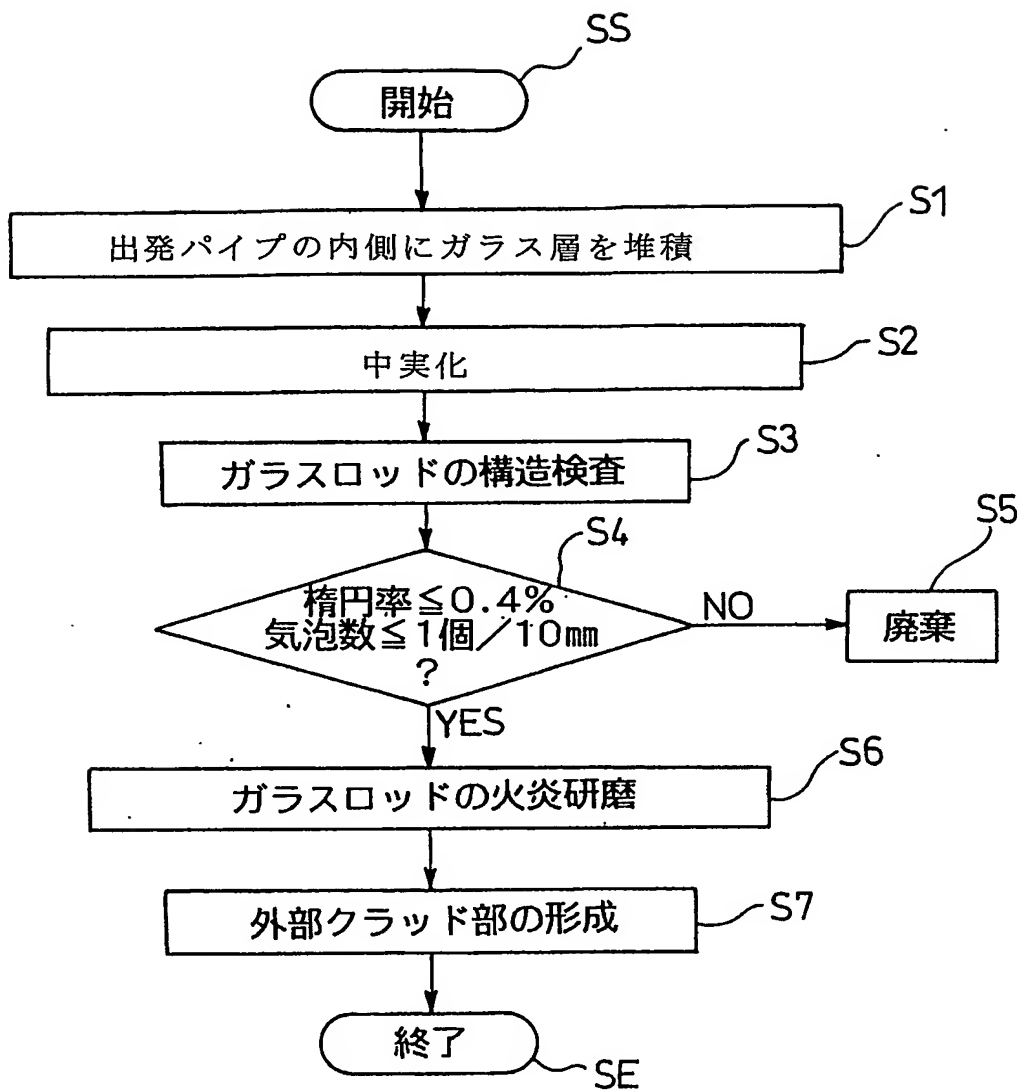 SS
開始
S1
出発パイプの内側にガラス層を堆積
S2
中実化
S3
ガラスロッドの構造検査
S4
楕円率≦0.4%
気泡数≦1個／10㎜
?
NO
S5
廃棄
YES
S6
ガラスロッドの火炎研磨
S7
外部クラッド部の形成
終了
SE